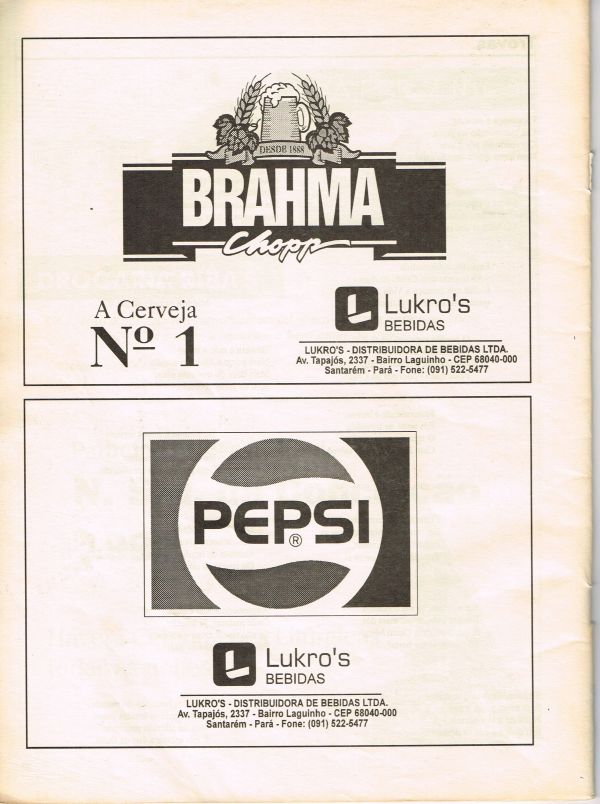 DESDE 1888
BRAHMA
Chopp
A Cerveja
Nº 1
Lukro's
BEBIDAS
LUKRO'S - DISTRIBUIDORA DE BEBIDAS LTDA.
Av. Tapajós, 2337 - Bairro Laguinho - CEP 68040-000
Santarém - Pará - Fone: (091) 522-5477
PEPSI
®
Lukro's
BEBIDAS
LUKRO'S - DISTRIBUIDORA DE BEBIDAS LTDA.
Av. Tapajós, 2337 - Bairro Laguinho - CEP 68040-000
Santarém - Pará - Fone: (091) 522-5477